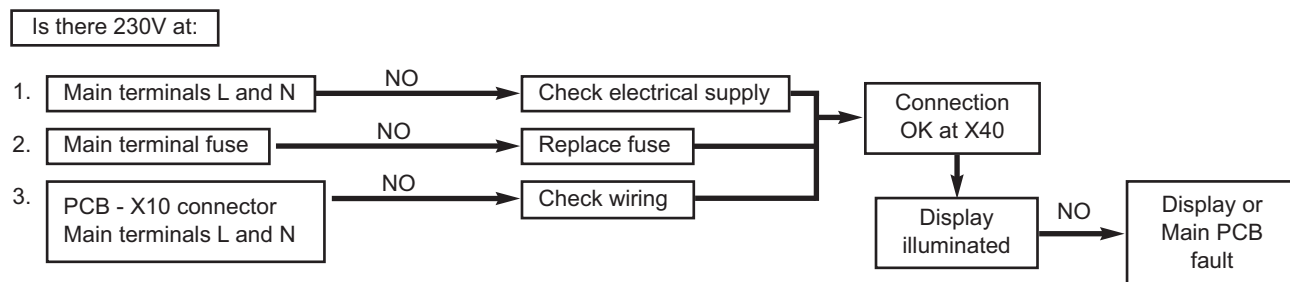 Is there 230V at:
1. Main terminals L and N
NO
Check electrical supply
2. Main terminal fuse
NO
Replace fuse
3. PCB - X10 connector
Main terminals L and N
NO
Check wiring
Connection
OK at X40
Display
illuminated
NO
Display or
Main PCB
fault